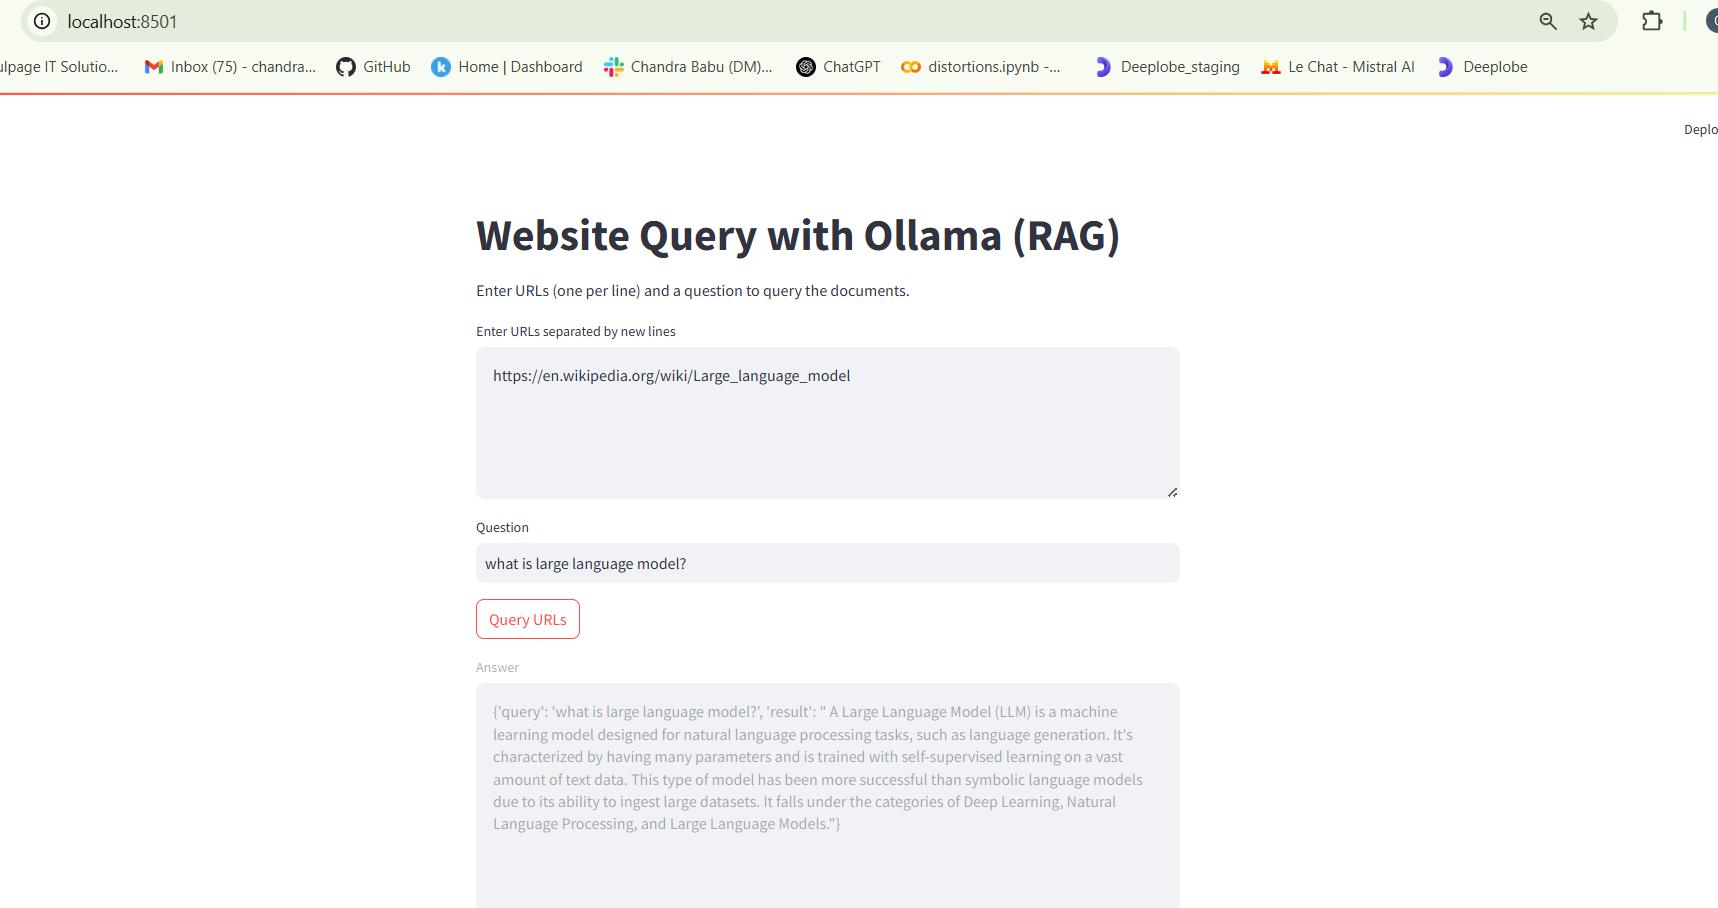 localhost:8501
ulpage IT Solutio... Inbox (75) - chandra... GitHub Home | Dashboard Chandra Babu (DM)... ChatGPT distortions.ipynb -... Deeplobe_staging Le Chat - Mistral AI Deeplobe
Deplo
Website Query with Ollama (RAG)
Enter URLs (one per line) and a question to query the documents.
Enter URLs separated by new lines
https://en.wikipedia.org/wiki/Large_language_model
Question
what is large language model?
Query URLs
Answer
{'query': 'what is large language model?', 'result': " A Large Language Model (LLM) is a machine
learning model designed for natural language processing tasks, such as language generation. It's
characterized by having many parameters and is trained with self-supervised learning on a vast
amount of text data. This type of model has been more successful than symbolic language models
due to its ability to ingest large datasets. It falls under the categories of Deep Learning, Natural
Language Processing, and Large Language Models."}